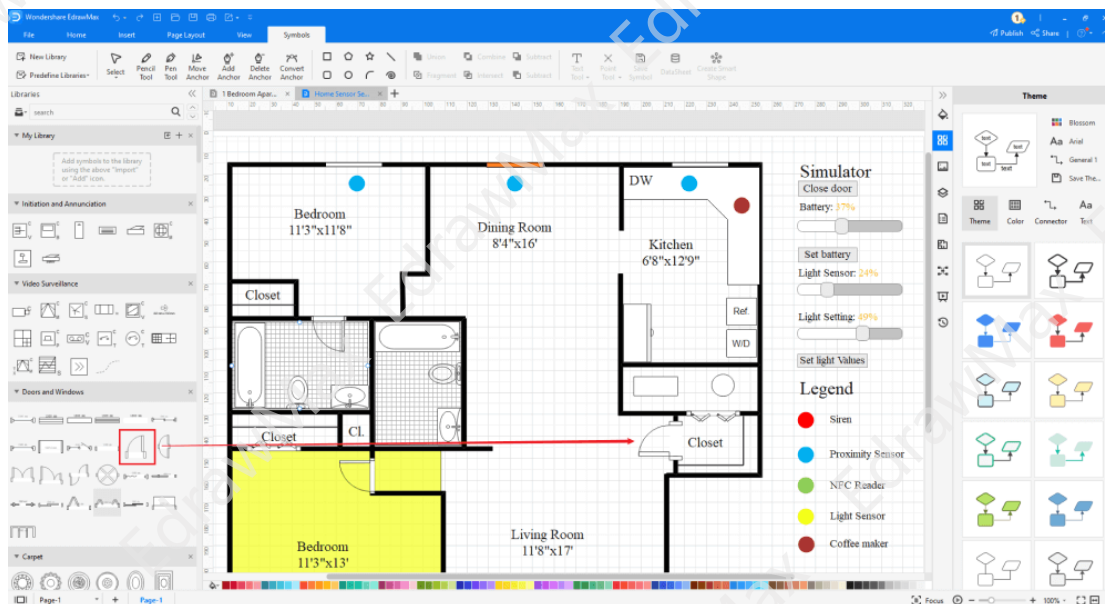 Wondershare EdrawMax
File Home Insert Page Layout View Symbols
Publish Share
New Library
Predefine Libraries
Select
Pencil Tool
Pen Tool
Move Anchor
Add Anchor
Delete Anchor
Convert Anchor
Union Combine Subtract
Fragment Intersect Subtract
Text Tool
Point Tool
Save Symbol
DataSheet
Create Smart Shape
Libraries
search
1 Bedroom Apar...
Home Sensor Se...
My Library
Add symbols to the library
using the above "Import"
or "Add" icon.
Initiation and Annunciation
Video Surveillance
Doors and Windows
Carpet
Bedroom
11'3"x11'8"
Dining Room
8'4"x16'
DW
Kitchen
6'8"x12'9"
Closet
Ref.
W/D
Closet
Cl.
Closet
Bedroom
11'3"x13'
Living Room
11'8"x17'
Simulator
Close door
Battery: 37%
Set battery
Light Sensor: 24%
Light Setting: 49%
Set light Values
Legend
Siren
Proximity Sensor
NFC Reader
Light Sensor
Coffee maker
Theme
text
text
text
text
Blossom
Arial
General 1
Save The...
Theme Color Connector Text
Page-1
Page-1
Focus
100%
EdrawMax